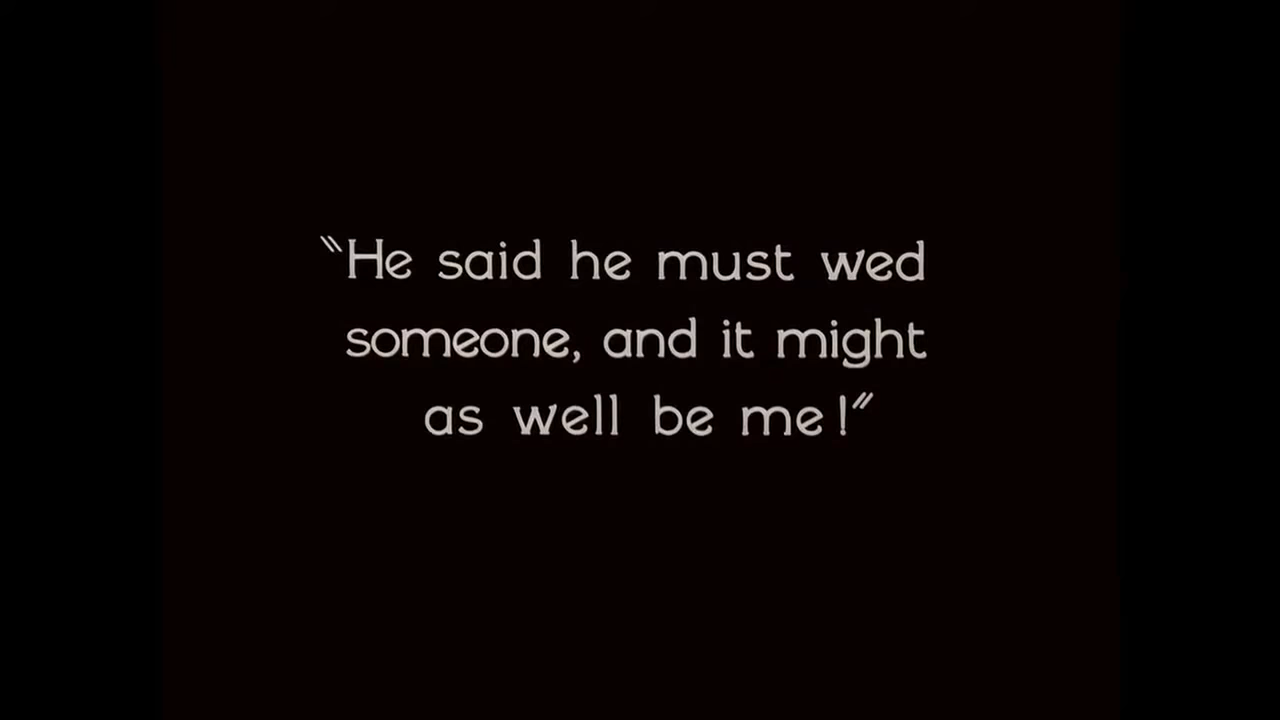 "He said he must wed
someone, and it might
as well be me!"